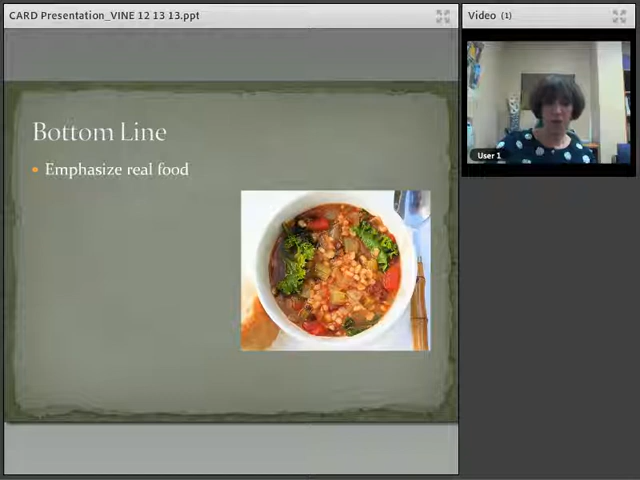 CARD Presentation_VINE 12 13 13.ppt
Video (1)
Bottom Line
• Emphasize real food
User 1